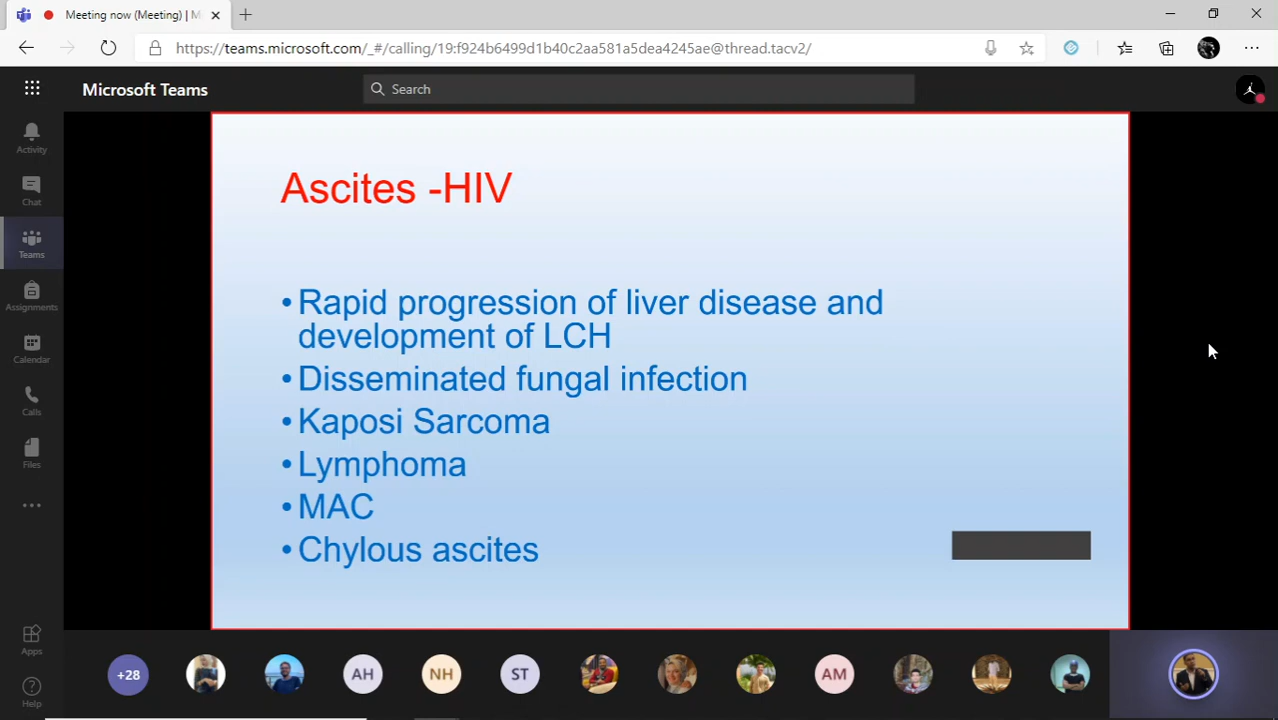 Meeting now (Meeting) | M
https://teams.microsoft.com/_#/calling/19:f924b6499d1b40c2aa581a5dea4245ae@thread.tacv2/
Microsoft Teams
Search
Activity
Chat
Teams
Assignments
Calendar
Calls
Files
Apps
Help
Ascites -HIV
•Rapid progression of liver disease and
development of LCH
•Disseminated fungal infection
•Kaposi Sarcoma
•Lymphoma
•MAC
•Chylous ascites
+28
AH
NH
ST
AM